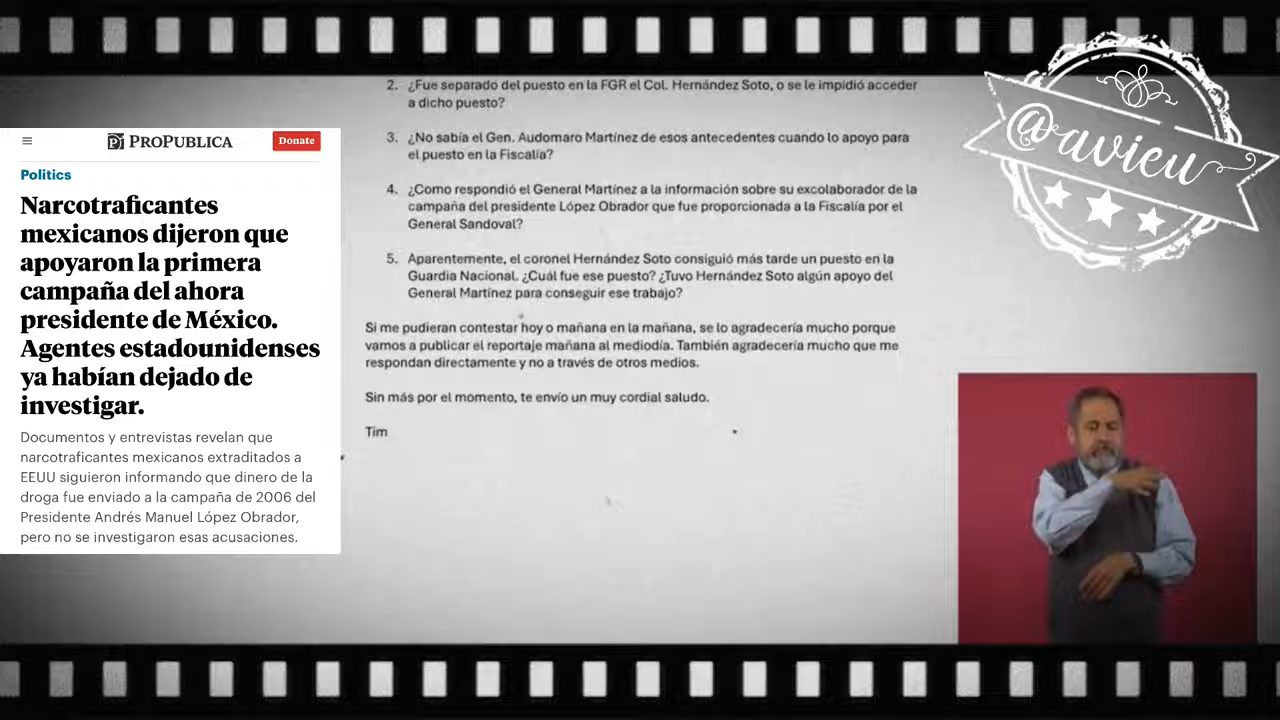 PROPUBLICA
Donate
Politics
Narcotraficantes
mexicanos dijeron que
apoyaron la primera
campaña del ahora
presidente de México.
Agentes estadounidenses
ya habían dejado de
investigar.
Documentos y entrevistas revelan que
narcotraficantes mexicanos extraditados a
EEUU siguieron informando que dinero de la
droga fue enviado a la campaña de 2006 del
Presidente Andrés Manuel López Obrador,
pero no se investigaron esas acusaciones.
2. ¿Fue separado del puesto en la FGR el Col. Hernández Soto, o se le impidió acceder
a dicho puesto?
3. ¿No sabía el Gen. Audomaro Martínez de esos antecedentes cuando lo apoyo para
el puesto en la Fiscalía?
4. ¿Como respondió el General Martínez a la información sobre su excolaborador de la
campaña del presidente López Obrador que fue proporcionada a la Fiscalía por el
General Sandoval?
5. Aparentemente, el coronel Hernández Soto consiguió más tarde un puesto en la
Guardia Nacional. ¿Cuál fue ese puesto? ¿Tuvo Hernández Soto algún apoyo del
General Martínez para conseguir ese trabajo?
Si me pudieran contestar hoy o mañana en la mañana, se lo agradecería mucho porque
vamos a publicar el reportaje mañana al mediodía. También agradecería mucho que me
respondan directamente y no a través de otros medios.
Sin más por el momento, te envío un muy cordial saludo.
Tim
@avieu